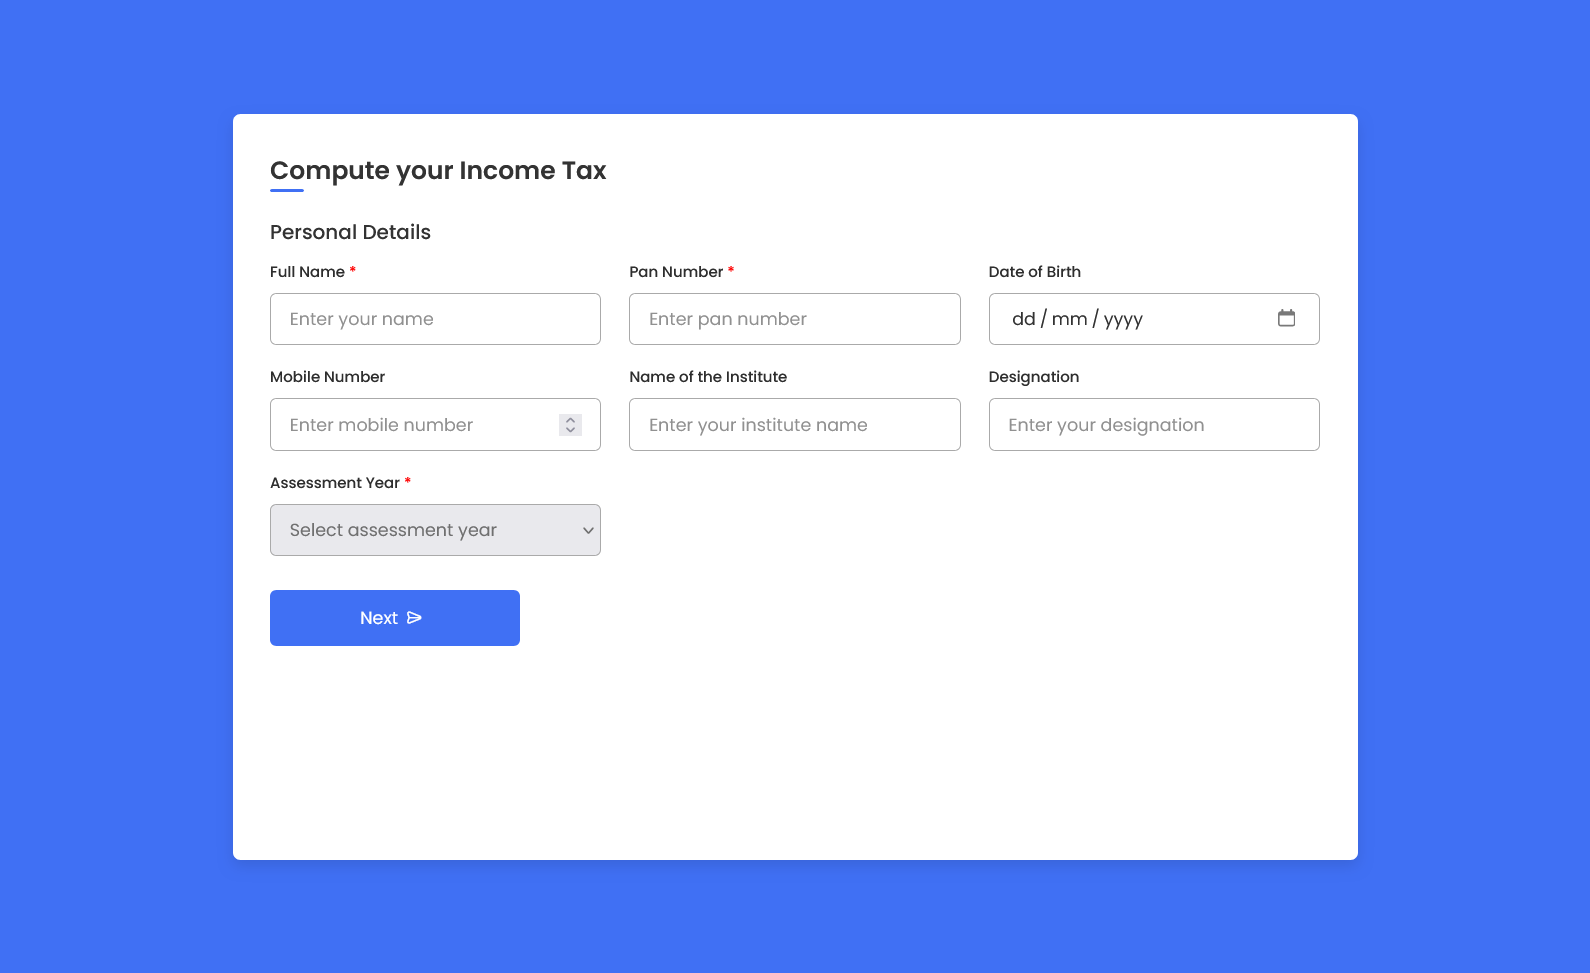 Compute your Income Tax
Personal Details
Full Name *
Pan Number *
Date of Birth
Enter your name
Enter pan number
dd / mm / yyyy
Mobile Number
Name of the Institute
Designation
Enter mobile number
Enter your institute name
Enter your designation
Assessment Year *
Select assessment year
Next